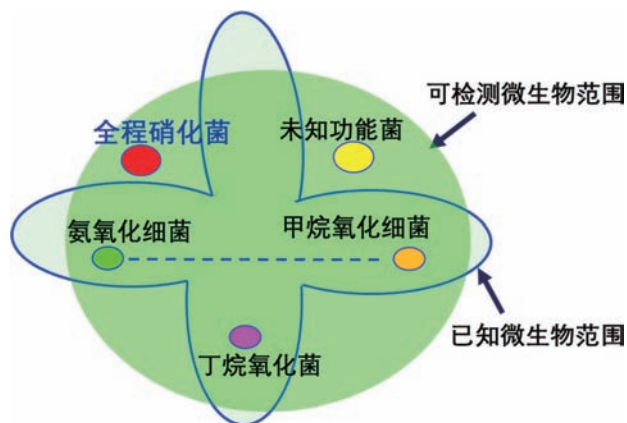 可检测微生物范围
全程硝化菌
未知功能菌
氨氧化细菌
甲烷氧化细菌
已知微生物范围
丁烷氧化菌